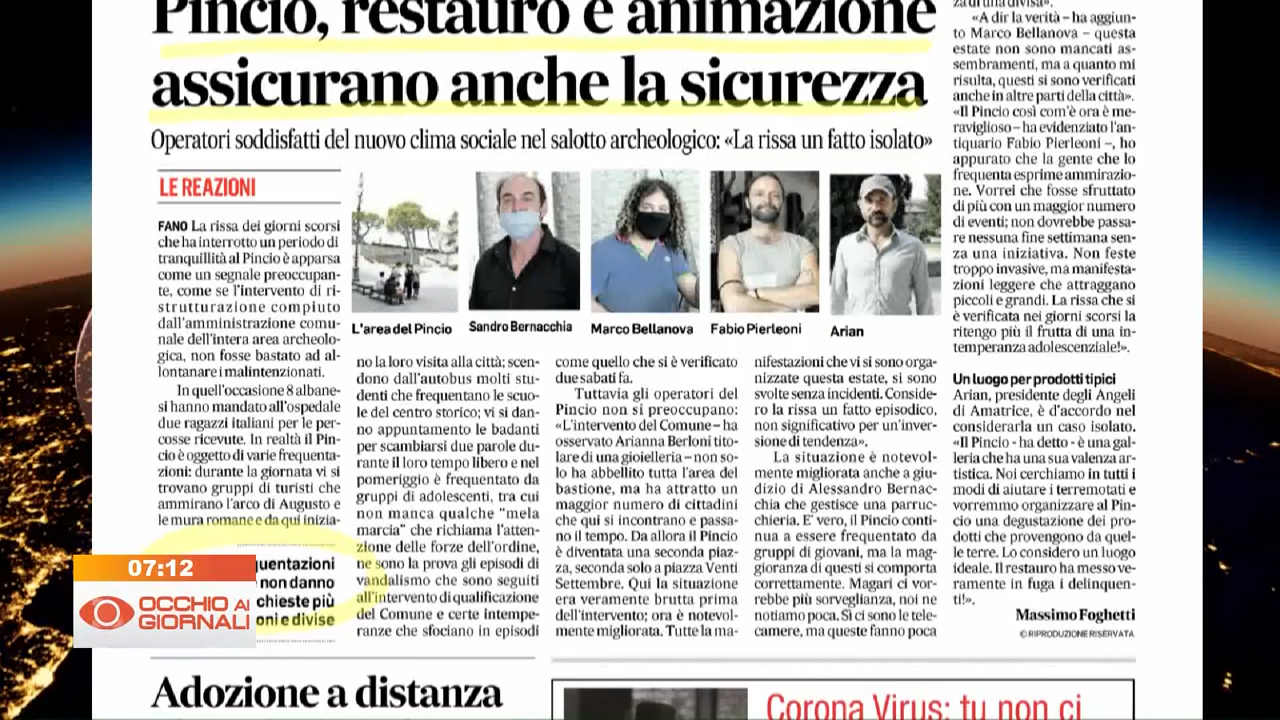 Pincio, restauro e animazione
assicurano anche la sicurezza
Operatori soddisfatti del nuovo clima sociale nel salotto archeologico: «La rissa un fatto isolato»
LE REAZIONI
FANO La rissa dei giorni scorsi
che ha interrotto un periodo di
tranquillità al Pincio è apparsa
come un segnale preoccupan-
te, come se l'intervento di ri-
strutturazione compiuto
dall'amministrazione comu-
nale dell'intera area archeolo-
gica, non fosse bastato ad al-
lontanare i malintenzionati.
In quell'occasione 8 albane-
si hanno mandato all'ospedale
due ragazzi italiani per le per-
cosse ricevute. In realtà il Pin-
cio è oggetto di varie frequenta-
zioni: durante la giornata vi si
trovano gruppi di turisti che
ammirano l'arco di Augusto e
le mura romane e da qui inizia-
quentazioni
non danno
chieste più
oni e divise
L'area del Pincio
Sandro Bernacchia
Marco Bellanova
Fabio Pierleoni
Arian
no la loro visita alla città; scen-
dono dall'autobus molti stu-
denti che frequentano le scuo-
le del centro storico; vi si dan-
no appuntamento le badanti
per scambiarsi due parole du-
rante il loro tempo libero e nel
pomeriggio è frequentato da
gruppi di adolescenti, tra cui
non manca qualche "mela
marcia" che richiama l'atten-
zione delle forze dell'ordine,
ne sono la prova gli episodi di
vandalismo che sono seguiti
all'intervento di qualificazione
del Comune e certe intempe-
ranze che sfociano in episodi
come quello che si è verificato
due sabati fa.
Tuttavia gli operatori del
Pincio non si preoccupano:
«L'intervento del Comune – ha
osservato Arianna Berloni tito-
lare di una gioielleria – non so-
lo ha abbellito tutta l'area del
bastione, ma ha attratto un
maggior numero di cittadini
che qui si incontrano e passa-
no il tempo. Da allora il Pincio
è diventata una seconda piaz-
za, seconda solo a piazza Venti
Settembre. Qui la situazione
era veramente brutta prima
dell'intervento; ora è notevol-
mente migliorata. Tutte la ma-
nifestazioni che vi si sono orga-
nizzate questa estate, si sono
svolte senza incidenti. Conside-
ro la rissa un fatto episodico,
non significativo per un'inver-
sione di tendenza».
La situazione è notevol-
mente migliorata anche a giu-
dizio di Alessandro Bernac-
chia che gestisce una parruc-
chieria. E' vero, il Pincio conti-
nua a essere frequentato da
gruppi di giovani, ma la mag-
gioranza di questi si comporta
correttamente. Magari ci vor-
rebbe più sorveglianza, noi ne
notiamo poca. Sì ci sono le tele-
camere, ma queste fanno poca
za di una divisa».
«A dir la verità – ha aggiun-
to Marco Bellanova – questa
estate non sono mancati as-
sembramenti, ma a quanto mi
risulta, questi si sono verificati
anche in altre parti della città».
«Il Pincio così com'è ora è me-
raviglioso – ha evidenziato l'an-
tiquario Fabio Pierleoni –, ho
appurato che la gente che lo
frequenta esprime ammirazio-
ne. Vorrei che fosse sfruttato
di più con un maggior numero
di eventi; non dovrebbe passa-
re nessuna fine settimana sen-
za una iniziativa. Non feste
troppo invasive, ma manifesta-
zioni leggere che attraggano
piccoli e grandi. La rissa che si
è verificata nei giorni scorsi la
ritengo più il frutta di una in-
temperanza adolescenziale!».
Un luogo per prodotti tipici
Arian, presidente degli Angeli
di Amatrice, è d'accordo nel
considerarla un caso isolato.
«Il Pincio - ha detto - è una gal-
leria che ha una sua valenza ar-
tistica. Noi cerchiamo in tutti i
modi di aiutare i terremotati e
vorremmo organizzare al Pin-
cio una degustazione dei pro-
dotti che provengono da quel-
le terre. Lo considero un luogo
ideale. Il restauro ha messo ve-
ramente in fuga i delinquen-
ti!».
Massimo Foghetti
© RIPRODUZIONE RISERVATA
07:12
OCCHIO AI
GIORNALI
Adozione a distanza
Corona Virus: tu non ci